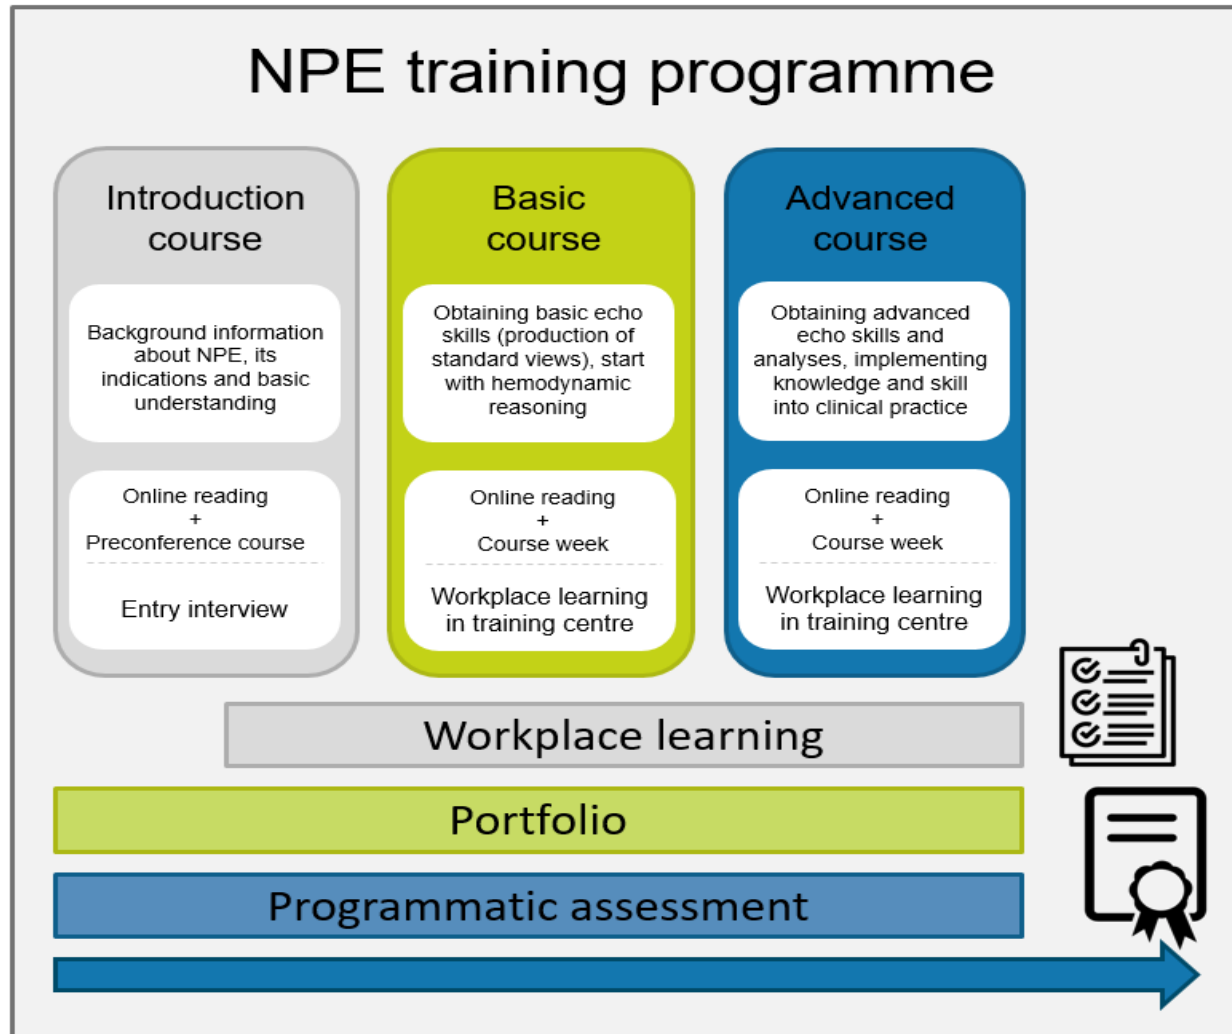 NPE training programme
Introduction
course
Background information
about NPE, its
indications and basic
understanding
Online reading
+
Preconference course
Entry interview
Basic
course
Obtaining basic echo
skills (production of
standard views), start
with hemodynamic
reasoning
Online reading
+
Course week
Workplace learning
in training centre
Advanced
course
Obtaining advanced
echo skills and
analyses, implementing
knowledge and skill
into clinical practice
Online reading
+
Course week
Workplace learning
in training centre
Workplace learning
Portfolio
Programmatic assessment